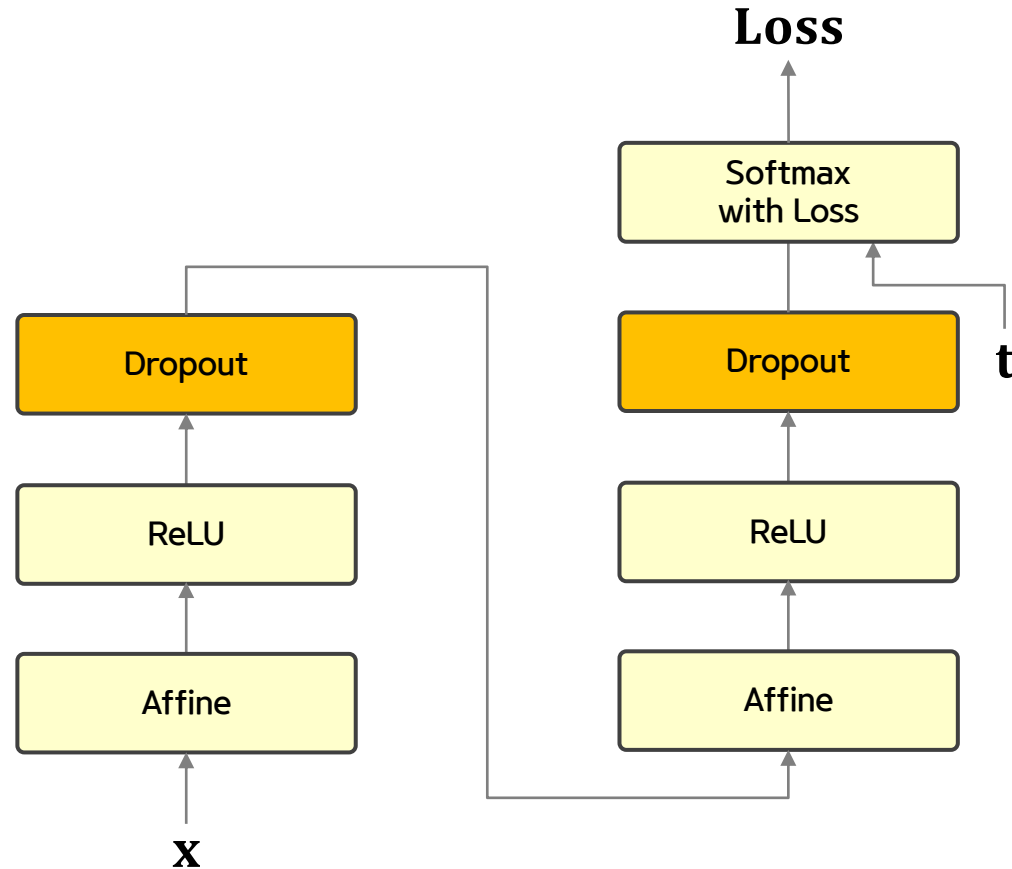 Loss
Softmax
with Loss
Dropout
t
ReLU
Affine
Dropout
ReLU
Affine
x